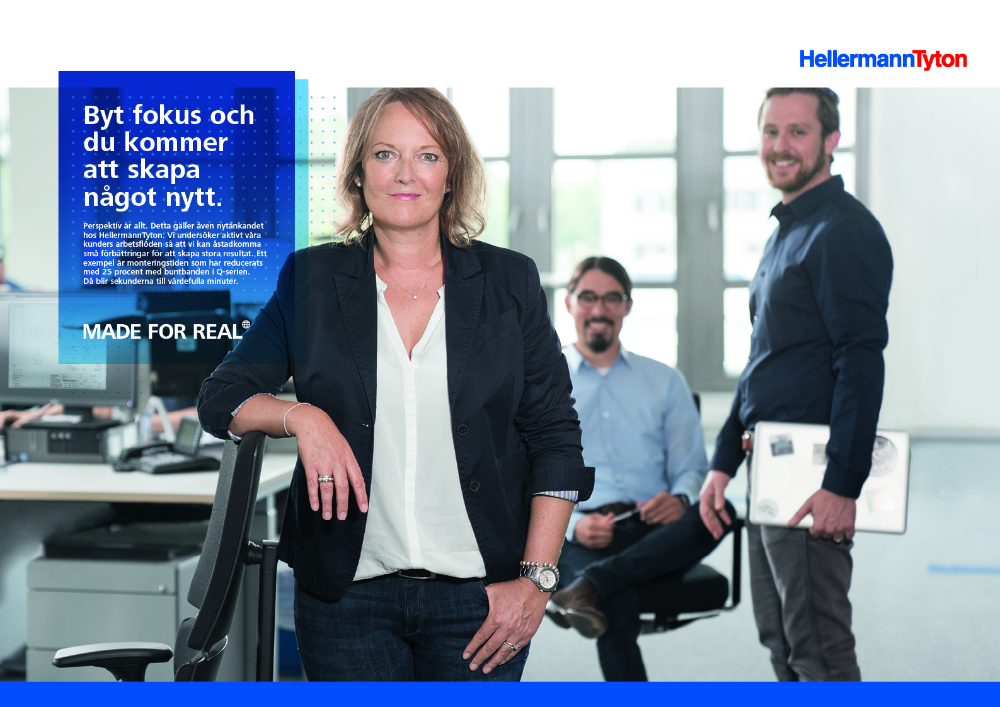 HellermannTyton
Byt fokus och
du kommer
att skapa
något nytt.
Perspektiv är allt. Detta gäller även nytänkandet
hos HellermannTyton. Vi undersöker aktivt våra
kunders arbetsflöden så att vi kan åstadkomma
små förbättringar för att skapa stora resultat. Ett
exempel är monteringstiden som har reducerats
med 25 procent med buntbanden i Q-serien.
Då blir sekunderna till värdefulla minuter.
MADE FOR REAL